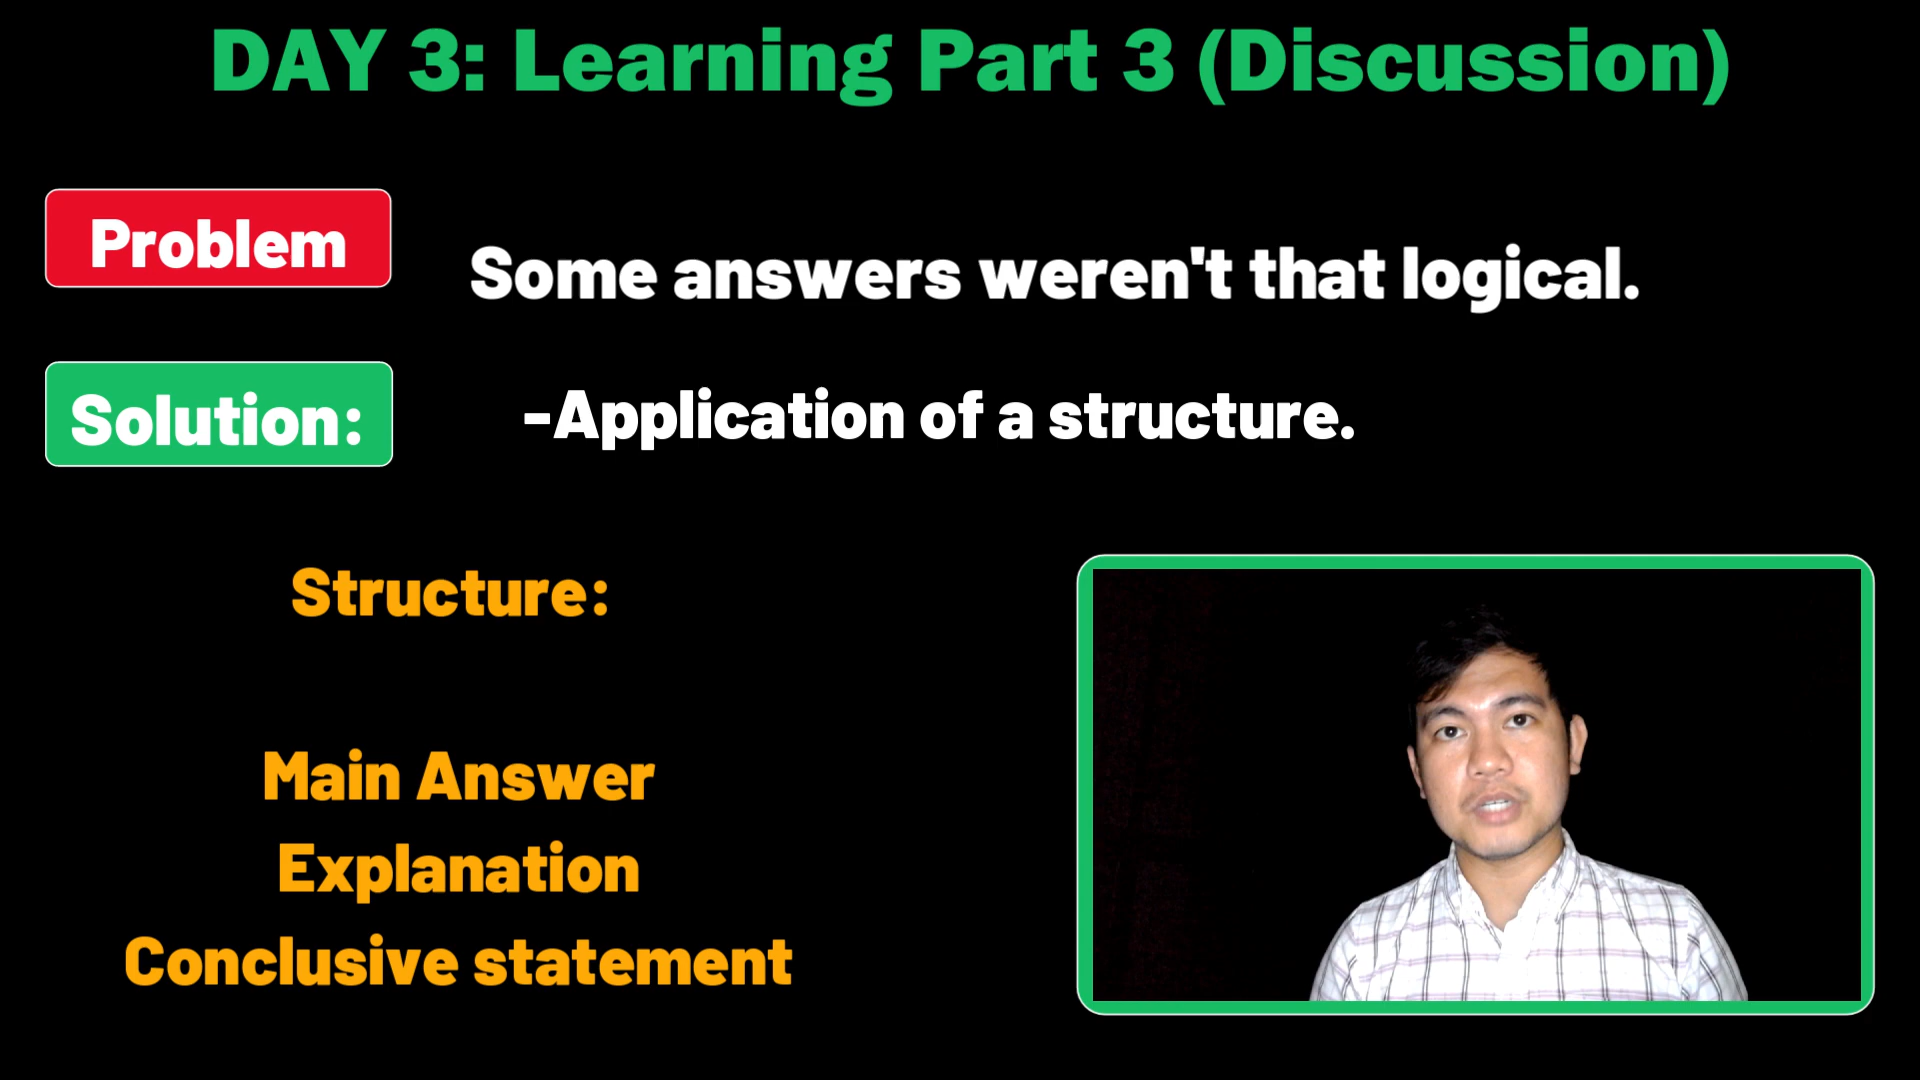 DAY 3: Learning Part 3 (Discussion)
Problem
Some answers weren't that logical.
Solution:
-Application of a structure.
Structure:
Main Answer
Explanation
Conclusive statement